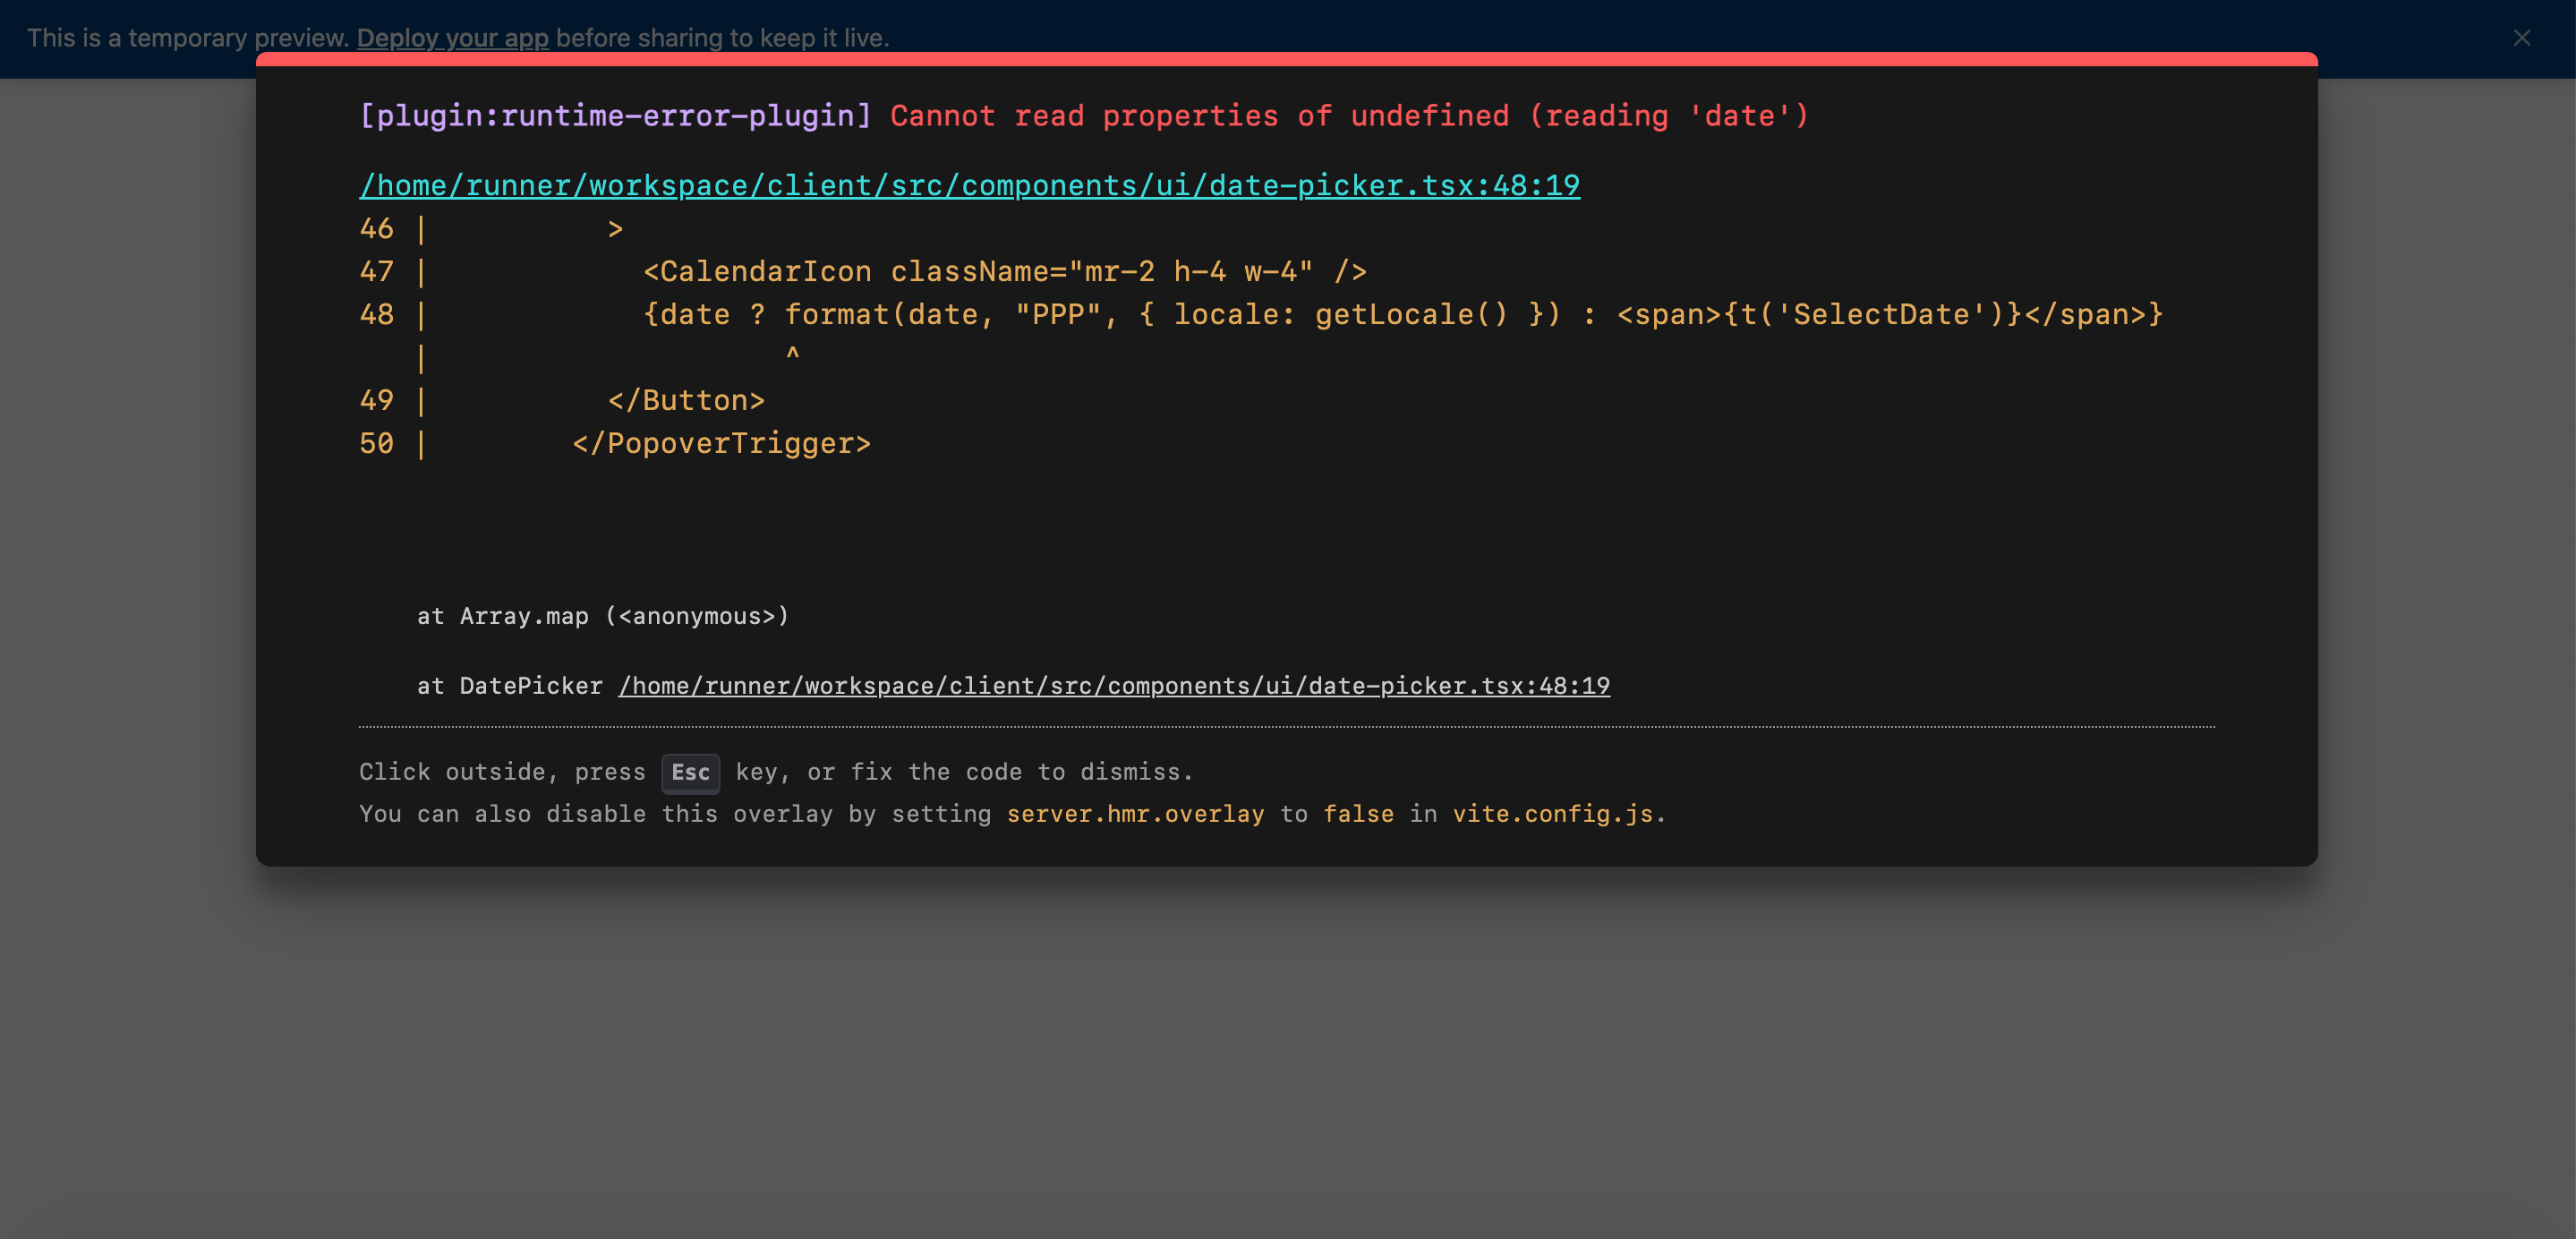 This is a temporary preview. Deploy your app before sharing to keep it live.
[plugin:runtime-error-plugin] Cannot read properties of undefined (reading 'date')
/home/runner/workspace/client/src/components/ui/date-picker.tsx:48:19
46 |          >
47 |            <CalendarIcon className="mr-2 h-4 w-4" />
48 |            {date ? format(date, "PPP", { locale: getLocale() }) : <span>{t('SelectDate')}</span>}
   |                    ^
49 |          </Button>
50 |        </PopoverTrigger>
at Array.map (<anonymous>)
at DatePicker /home/runner/workspace/client/src/components/ui/date-picker.tsx:48:19
Click outside, press Esc key, or fix the code to dismiss.
You can also disable this overlay by setting server.hmr.overlay to false in vite.config.js.